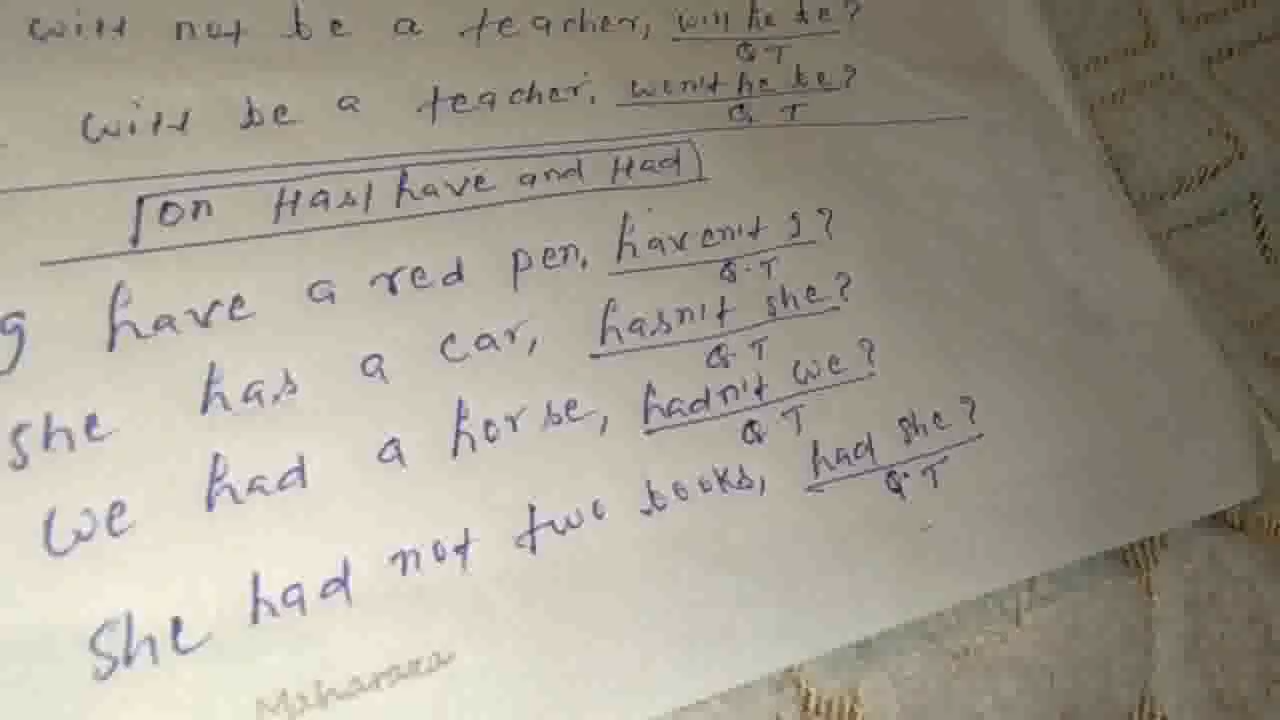 will not be a teacher, will he be?
Q T
will be a teacher, won't he be?
Q T
on Has/have and Had
I have a red pen, haven't I?
Q.T
She has a car, hasn't she?
Q.T
We had a horse, hadn't we?
Q T
She had not two books, had she?
Q.T